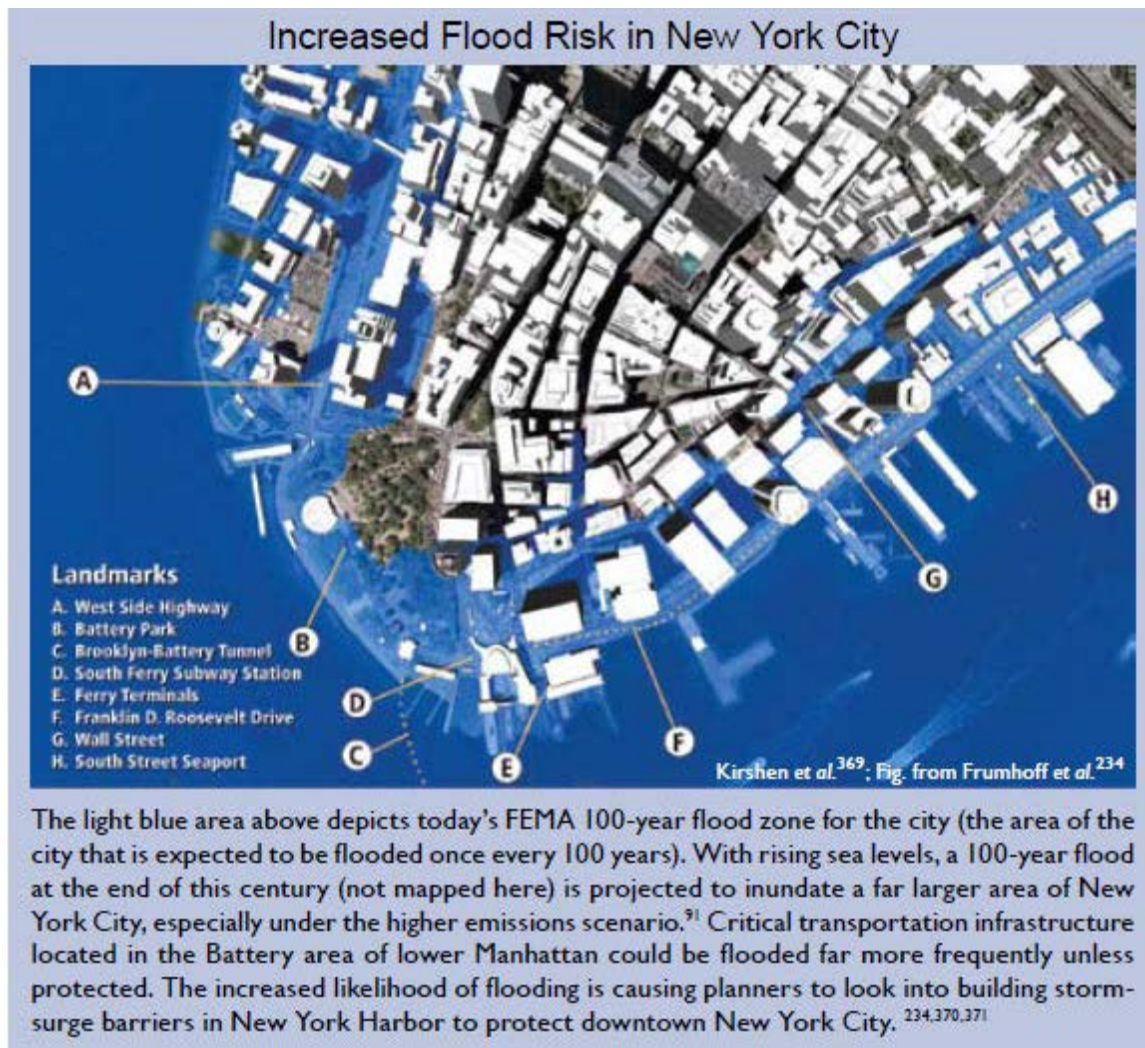 Increased Flood Risk in New York City
A
Landmarks
A. West Side Highway
B. Battery Park
C. Brooklyn-Battery Tunnel
D. South Ferry Subway Station
E. Ferry Terminals
F. Franklin D. Roosevelt Drive
G. Wall Street
H. South Street Seaport
B
D
C
E
F
G
H
Kirshen et al.369; Fig. from Frumhoff et al.234
The light blue area above depicts today's FEMA 100-year flood zone for the city (the area of the
city that is expected to be flooded once every 100 years). With rising sea levels, a 100-year flood
at the end of this century (not mapped here) is projected to inundate a far larger area of New
York City, especially under the higher emissions scenario.91 Critical transportation infrastructure
located in the Battery area of lower Manhattan could be flooded far more frequently unless
protected. The increased likelihood of flooding is causing planners to look into building storm-
surge barriers in New York Harbor to protect downtown New York City. 234,370,371